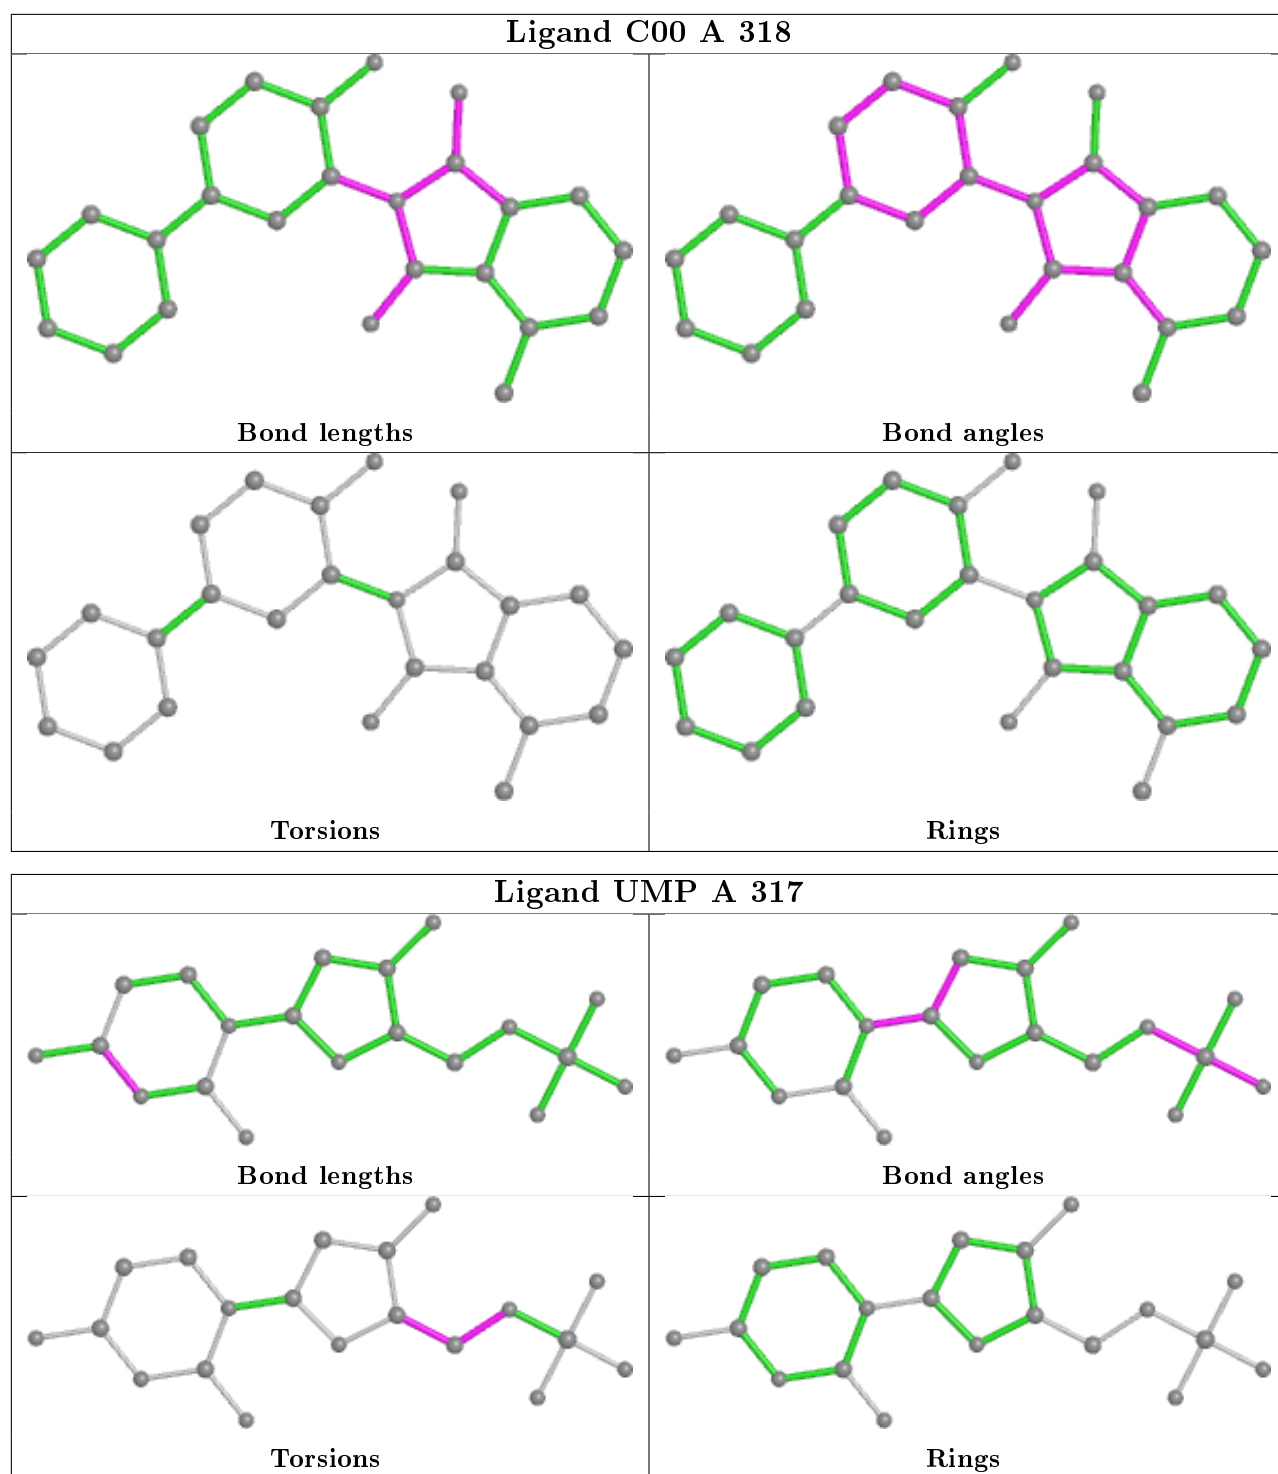 Ligand C00 A 318
Bond lengths
Bond angles
Torsions
Rings
Ligand UMP A 317
Bond lengths
Bond angles
Torsions
Rings